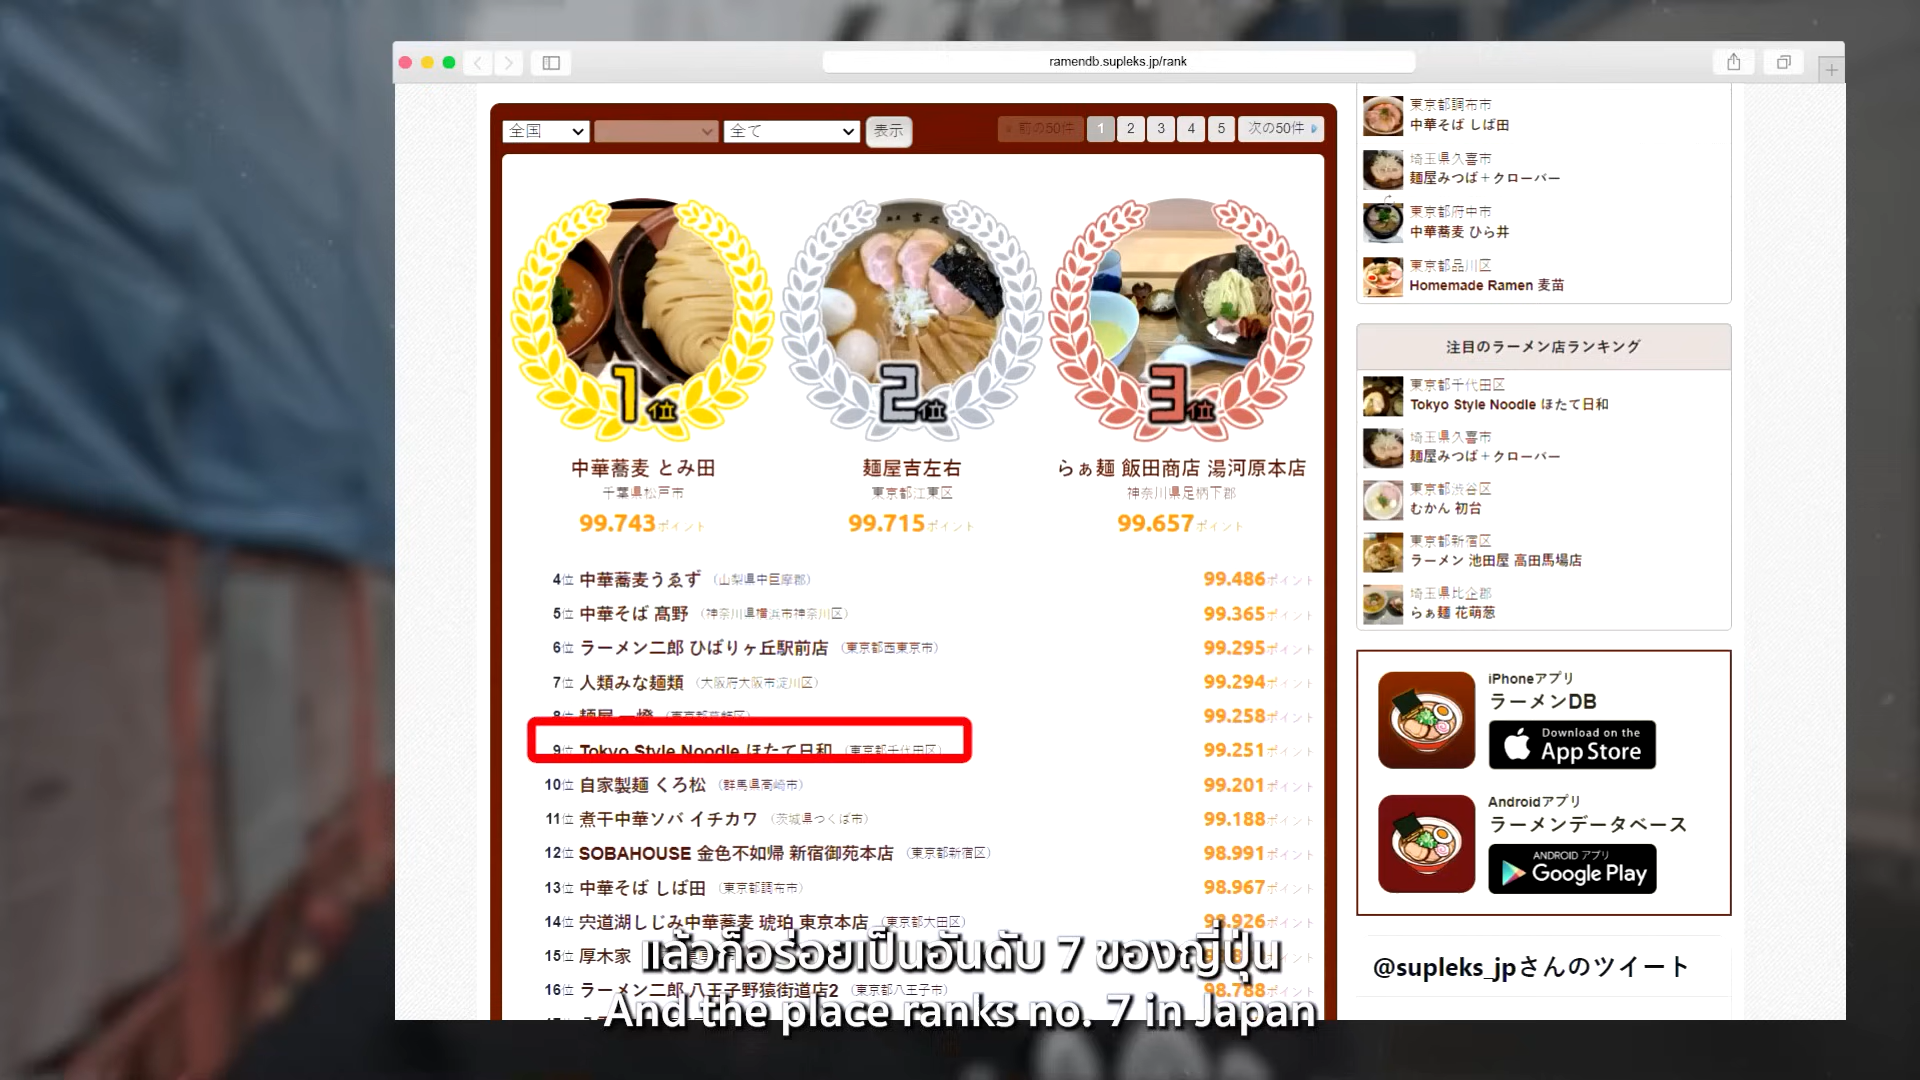 ramendb.supleks.jp/rank
全国
全て
表示
前の50件
1
2
3
4
5
次の50件
1位
2位
3位
中華蕎麦 とみ田
千葉県松戸市
99.743ポイント
麺屋吉左右
東京都江東区
99.715ポイント
らぁ麺 飯田商店 湯河原本店
神奈川県足柄下郡
99.657ポイント
4位 中華蕎麦うゑず (山梨県中巨摩郡) 99.486ポイント
5位 中華そば 髙野 (神奈川県横浜市神奈川区) 99.365ポイント
6位 ラーメン二郎 ひばりヶ丘駅前店 (東京都西東京市) 99.295ポイント
7位 人類みな麺類 (大阪府大阪市淀川区) 99.294ポイント
8位 麺屋 一燈 99.258ポイント
9位 Tokyo Style Noodle ほたて日和 (東京都千代田区) 99.251ポイント
10位 自家製麺 くろ松 (群馬県高崎市) 99.201ポイント
11位 煮干中華ソバ イチカワ (茨城県つくば市) 99.188ポイント
12位 SOBAHOUSE 金色不如帰 新宿御苑本店 (東京都新宿区) 98.991ポイント
13位 中華そば しば田 (東京都調布市) 98.967ポイント
14位 宍道湖しじみ中華蕎麦 琥珀 東京本店 (東京都大田区) 98.926ポイント
15位 厚木家
16位 ラーメン二郎 八王子野猿街道店2 (東京都八王子市) 98.788ポイント
東京都調布市
中華そば しば田
埼玉県久喜市
麺屋みつば+クローバー
東京都府中市
中華蕎麦 ひら井
東京都品川区
Homemade Ramen 麦苗
注目のラーメン店ランキング
東京都千代田区
Tokyo Style Noodle ほたて日和
埼玉県久喜市
麺屋みつば+クローバー
東京都渋谷区
むかん 初台
東京都新宿区
ラーメン 池田屋 高田馬場店
埼玉県比企郡
らぁ麺 花萌葱
iPhoneアプリ
ラーメンDB
Download on the
App Store
Androidアプリ
ラーメンデータベース
ANDROID アプリ
Google Play
@supleks_jpさんのツイート
แล้วก็อร่อยเป็นอันดับ 7 ของญี่ปุ่น
And the place ranks no. 7 in Japan